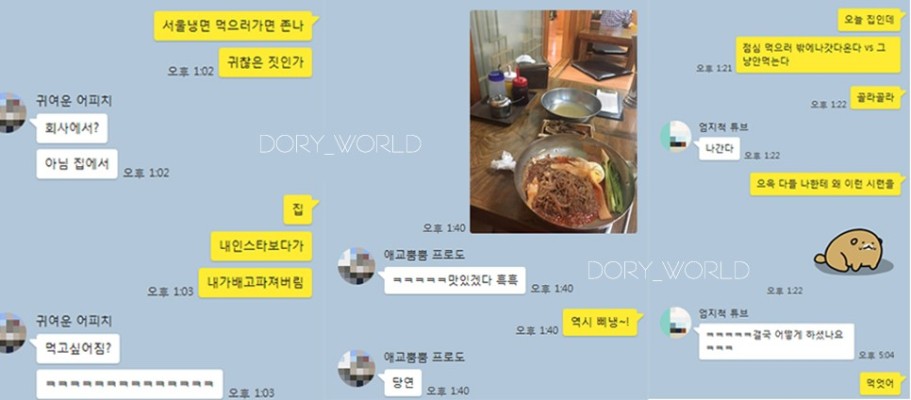 서울냉면 먹으러가면 존나
귀찮은 짓인가
오후 1:02
귀여운 어피치
회사에서?
아님 집에서
오후 1:02
집
내인스타보다가
내가배고파져버림
오후 1:03
귀여운 어피치
먹고싶어짐?
ㅋㅋㅋㅋㅋㅋㅋㅋㅋㅋㅋㅋㅋㅋ
오후 1:03
DORY_WORLD
오후 1:40
애교뿜뿜 프로도
ㅋㅋㅋㅋㅋ맛있겠다 흑흑
오후 1:40
역시 삐냉~!
오후 1:40
애교뿜뿜 프로도
당연
오후 1:40
DORY_WORLD
오늘 집인데
점심 먹으러 밖에나갓다온다 vs 그
냥안먹는다
오후 1:21
골라골라
오후 1:22
엄지척 튜브
나간다
오후 1:22
오윽 다들 나한테 왜 이런 시련을
오후 1:22
엄지척 튜브
ㅋㅋㅋㅋㅋ결국 어떻게 하셨나요
ㅋㅋㅋ
오후 5:04
먹엇어